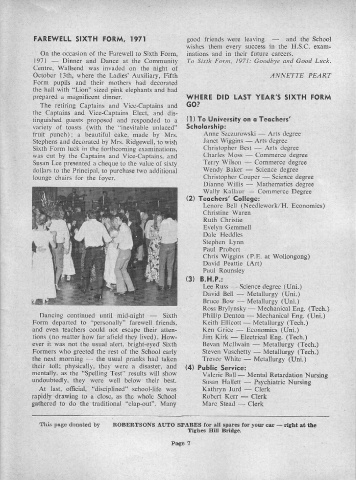 FAREWELL SIXTH FORM, 1971
On the occasion of the Farewell to Sixth Form,
1971 — Dinner and Dance at the Community
Centre, Wallsend was invaded on the night of
October 13th, where the Ladies' Auxiliary, Fifth
Form pupils and their mothers had decorated
the hall with "Lion" sized pink elephants and had
prepared a magnificent dinner.
The retiring Captains and Vice-Captains and
the Captains and Vice-Captains Elect, and dis-
tinguished guests proposed and responded to a
variety of toasts (with the "inevitable unlaced"
fruit punch); a beautiful cake, made by Mrs.
Stephens and decorated by Mrs. Ridgewell, to wish
Sixth Form luck in the forthcoming examinations,
was cut by the Captains and Vice-Captains, and
Susan Lee presented a cheque to the value of sixty
dollars to the Principal, to purchase two additional
lounge chairs for the foyer.
Dancing continued until mid-night — Sixth
Form departed to "personally" farewell friends,
and even teachers could not escape their atten-
tions (no matter how far afield they lived). How-
ever it was not the usual alert, bright-eyed Sixth
Formers who greeted the rest of the School early
the next morning — the usual pranks had taken
their toll; physically, they were a disaster, and
mentally, as the "Spelling Test" results will show
undoubtedly, they were well below their best.
At last, official, "disciplined" school-life was
rapidly drawing to a close, as the whole School
gathered to do the traditional "clap-out". Many
good friends were leaving — and the School
wishes them every success in the H.S.C. exam-
inations and in their future careers.
To Sixth Form, 1971: Goodbye and Good Luck.
ANNETTE PEART
WHERE DID LAST YEAR'S SIXTH FORM
GO?
(1) To University on a Teachers'
Scholarship:
Anne Saczurowski — Arts degree
Janet Wiggins — Arts degree
Christopher Best — Arts degree
Charles Moss — Commerce degree
Terry Wilson — Commerce degree
Wendy Baker — Science degree
Christopher Couper — Science degree
Dianne Willis — Mathematics degree
Wally Kalloor — Commerce Degree
(2) Teachers' College:
Lenore Bell (Needlework/H. Economics)
Christine Waran
Ruth Christie
Evelyn Gemmell
Dale Heddles
Stephen Lynn
Paul Probert
Chris Wiggins (P.E. at Wollongong)
David Peattie (Art)
Paul Rounsley
(3) B.H.P.:
Lee Russ — Science degree (Uni.)
David Bell — Metallurgy (Uni.)
Bruce Bow — Metallurgy (Uni.)
Ross Brylynsky — Mechanical Eng. (Tech.)
Phillip Denton — Mechanical Eng. (Uni.)
Keith Elliott — Metallurgy (Tech.)
Ken Grice — Economics (Uni.)
Jim Kirk — Electrical Eng. (Tech.)
Bevan McIlwain — Metallurgy (Tech.)
Steven Vaschetty — Metallurgy (Tech.)
Trevor White — Metallurgy (Uni.)
(4) Public Service:
Valerie Ball — Mental Retardation Nursing
Susan Hallett — Psychiatric Nursing
Kathryn Jurd — Clerk
Robert Kerr — Clerk
Marc Stead — Clerk
This page donated by ROBERTSONS AUTO SPARES for all spares for your car — right at the
Tighes Hill Bridge.
Page 7